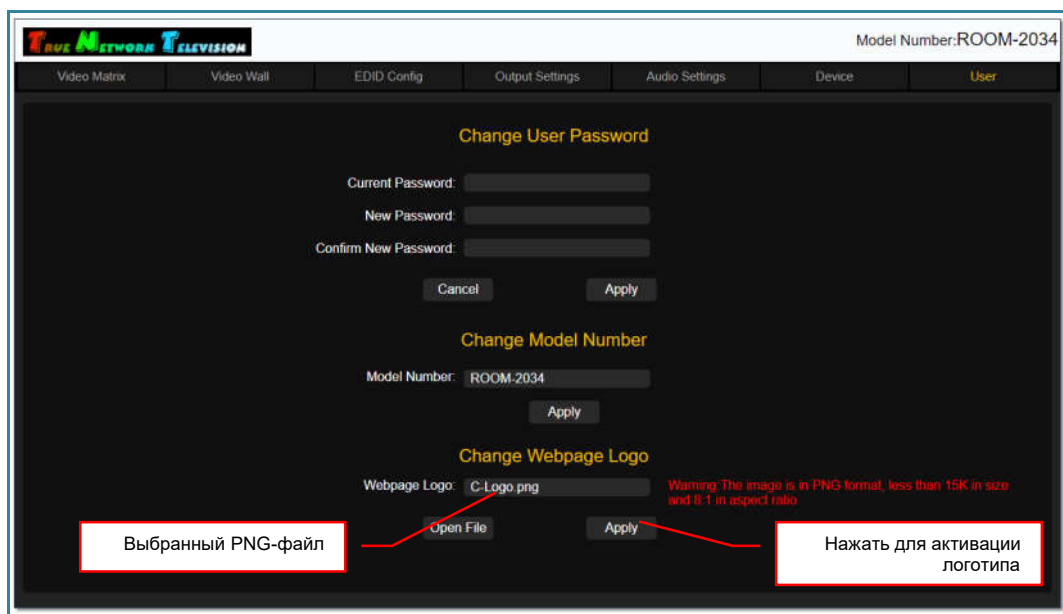 True Network Television
Model Number:ROOM-2034
Video Matrix
Video Wall
EDID Config
Output Settings
Audio Settings
Device
User
Change User Password
Current Password:
New Password:
Confirm New Password:
Cancel
Apply
Change Model Number
Model Number:
ROOM-2034
Apply
Change Webpage Logo
Webpage Logo:
C-Logo.png
Warning:The image is in PNG format, less than 15K in size
and 8:1 in aspect ratio
Open File
Apply
Выбранный PNG-файл
Нажать для активации
логотипа